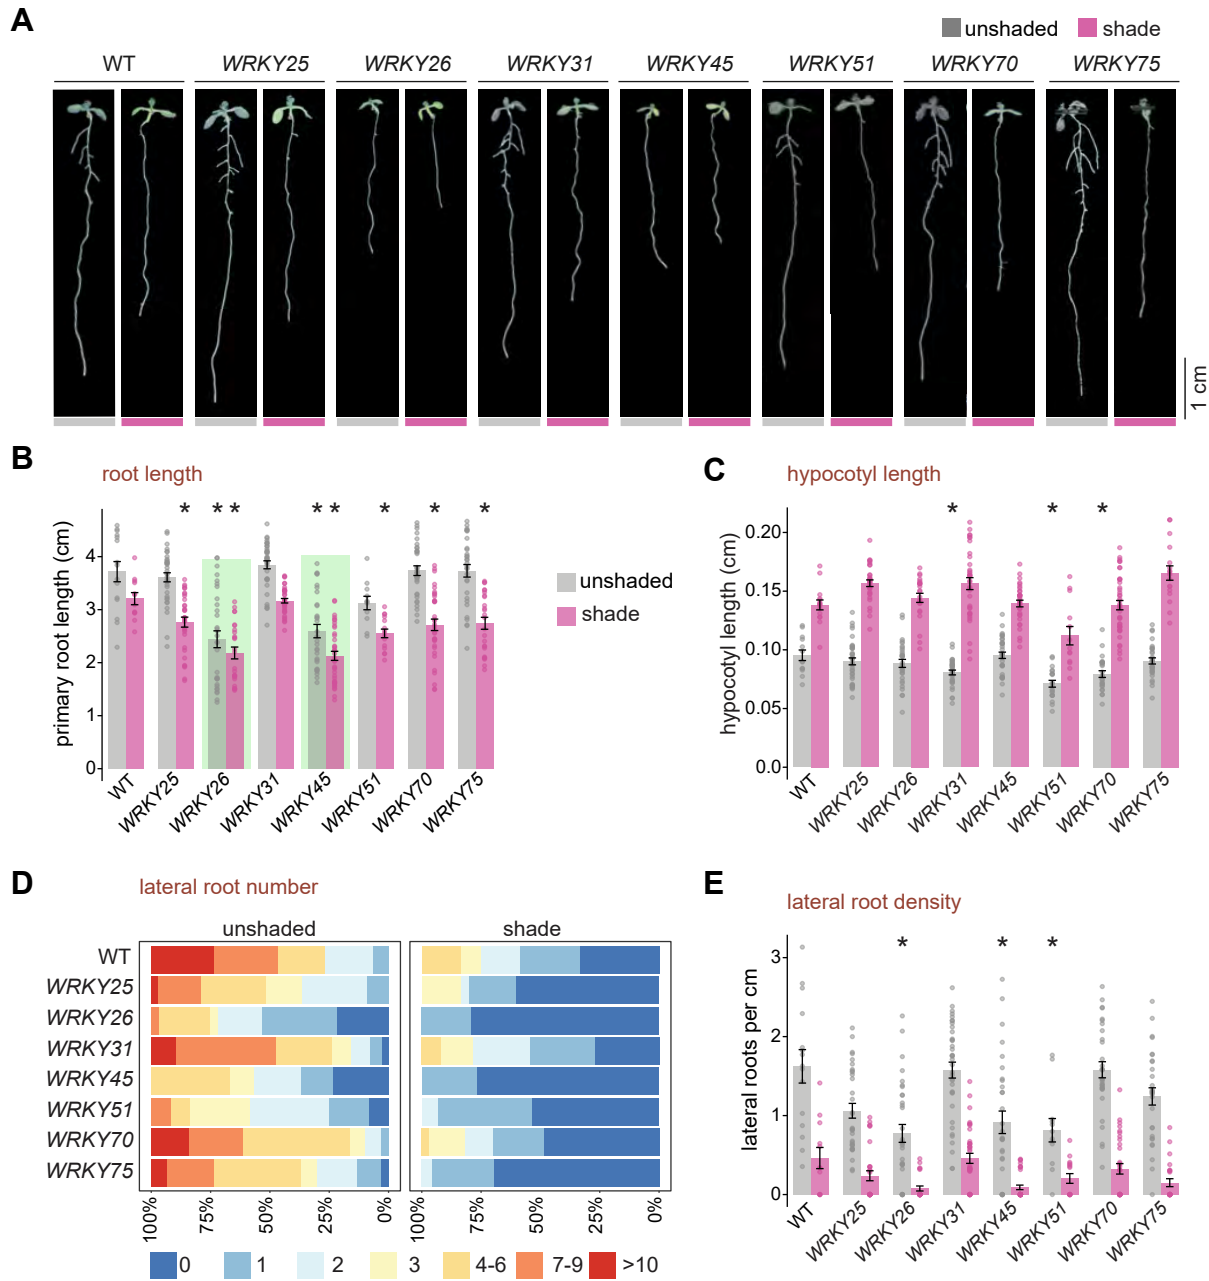 A
unshaded shade
WT WRKY25 WRKY26 WRKY31 WRKY45 WRKY51 WRKY70 WRKY75
1 cm
B
root length
primary root length (cm)
4
3
2
1
0
* * * * * * * *
unshaded
shade
WT WRKY25 WRKY26 WRKY31 WRKY45 WRKY51 WRKY70 WRKY75
C
hypocotyl length
hypocotyl length (cm)
0.20
0.15
0.10
0.05
0.0
* * *
WT WRKY25 WRKY26 WRKY31 WRKY45 WRKY51 WRKY70 WRKY75
D
lateral root number
unshaded shade
WT
WRKY25
WRKY26
WRKY31
WRKY45
WRKY51
WRKY70
WRKY75
100% 75% 50% 25% 0% 100% 75% 50% 25% 0%
0 1 2 3 4-6 7-9 >10
E
lateral root density
lateral roots per cm
3
2
1
0
* * *
WT WRKY25 WRKY26 WRKY31 WRKY45 WRKY51 WRKY70 WRKY75